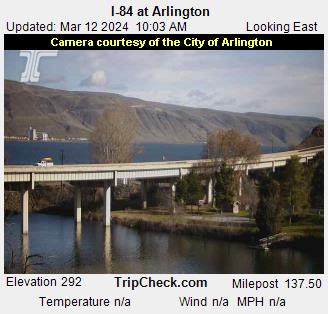 I-84 at Arlington
Updated: Mar 12 2024 10:03 AM Looking East
Camera courtesy of the City of Arlington
Elevation 292 TripCheck.com Milepost 137.50
Temperature n/a Wind n/a MPH n/a